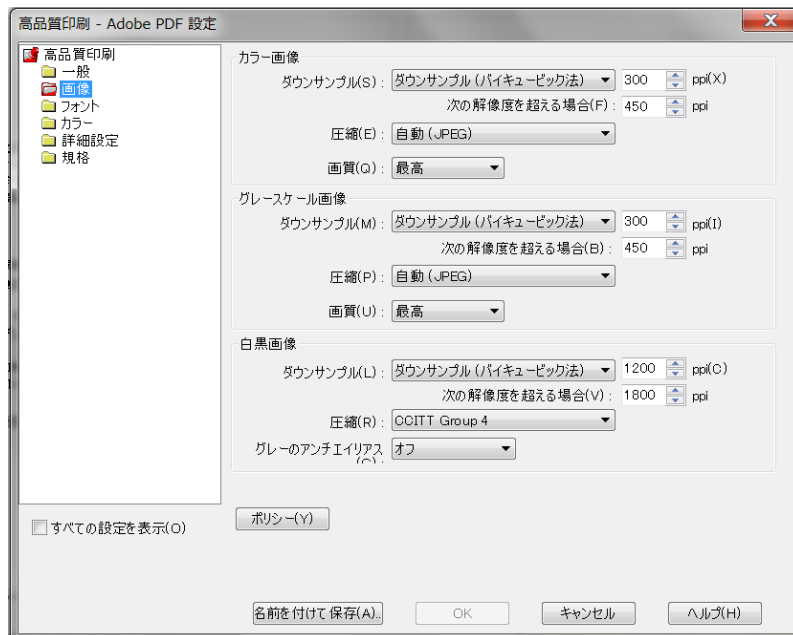 高品質印刷 - Adobe PDF 設定
高品質印刷
一般
画像
フォント
カラー
詳細設定
規格
すべての設定を表示(O)
カラー画像
ダウンサンプル(S) : ダウンサンプル (バイキュービック法) 300 ppi(X)
次の解像度を超える場合(F) : 450 ppi
圧縮(E) : 自動 (JPEG)
画質(Q) : 最高
グレースケール画像
ダウンサンプル(M) : ダウンサンプル (バイキュービック法) 300 ppi(I)
次の解像度を超える場合(B) : 450 ppi
圧縮(P) : 自動 (JPEG)
画質(U) : 最高
白黒画像
ダウンサンプル(L) : ダウンサンプル (バイキュービック法) 1200 ppi(C)
次の解像度を超える場合(V) : 1800 ppi
圧縮(R) : CCITT Group 4
グレーのアンチエイリアス オフ
ポリシー(Y)
名前を付けて保存(A)... OK キャンセル ヘルプ(H)